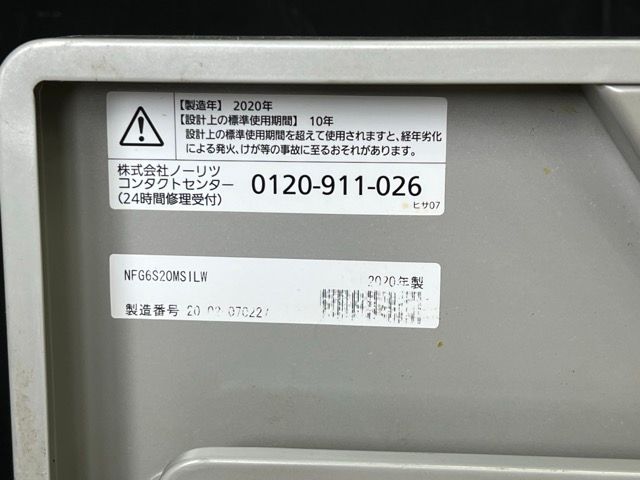 【製造年】 2020年
【設計上の標準使用期間】 10年
設計上の標準使用期間を超えて使用されますと、経年劣化
による発火、けが等の事故に至るおそれがあります。
株式会社ノーリツ
コンタクトセンター
(24時間修理受付)
0120-911-026
ヒサ07
NFG6S20MSILW
2020年製
製造番号